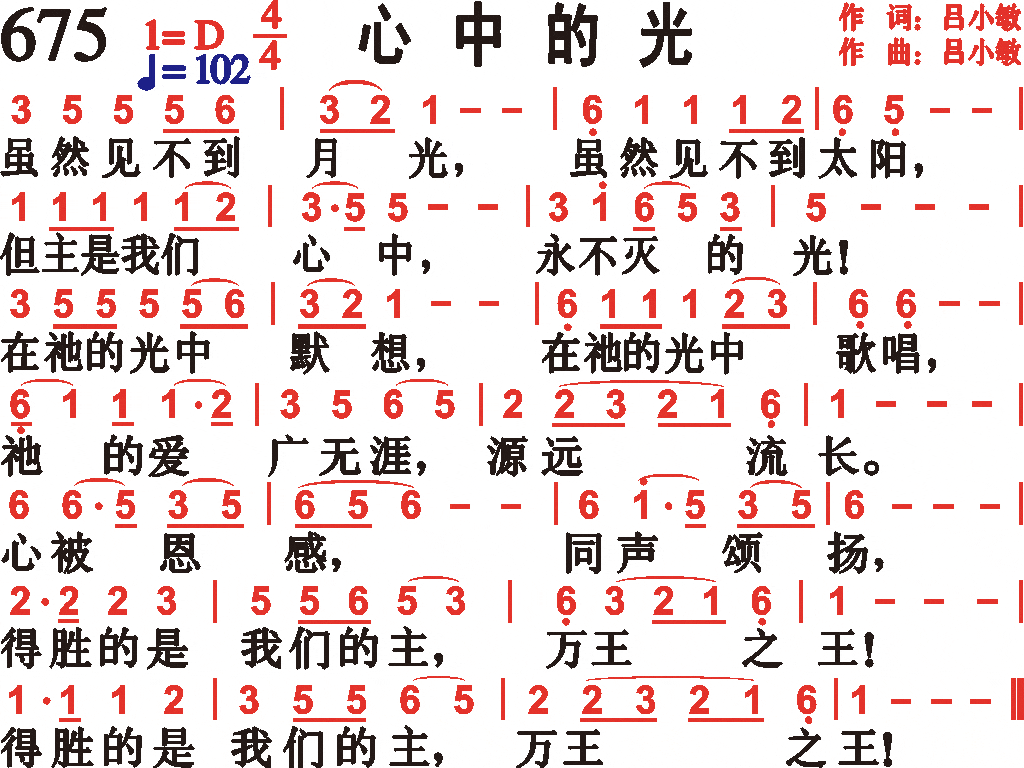 675 1=D 4/4 心中的光 作 词：吕小敏
♩=102 作 曲：吕小敏
3 5 5 5 6 | 3 2 1 - - | 6 1 1 1 2 | 6 5 - - |
虽然见不到 月 光， 虽然见不到太阳，
1 1 1 1 1 2 | 3·5 5 - - | 3 i 6 5 3 | 5 - - - |
但主是我们 心 中， 永不灭 的 光！
3 5 5 5 5 6 | 3 2 1 - - | 6 1 1 1 2 3 | 6 6 - - |
在祂的光中 默 想， 在祂的光中 歌唱，
6 1 1 1·2 | 3 5 6 5 | 2 2 3 2 1 6 | 1 - - - |
祂 的爱 广无涯， 源远 流 长。
6 6·5 3 5 | 6 5 6 - - | 6 i·5 3 5 | 6 - - - |
心被 恩 感， 同声 颂 扬，
2·2 2 3 | 5 5 6 5 3 | 6 3 2 1 6 | 1 - - - |
得胜的是 我们的主， 万王 之 王！
1·1 1 2 | 3 5 5 6 5 | 2 2 3 2 1 6 | 1 - - - ‖
得胜的是 我们的主， 万王 之王！